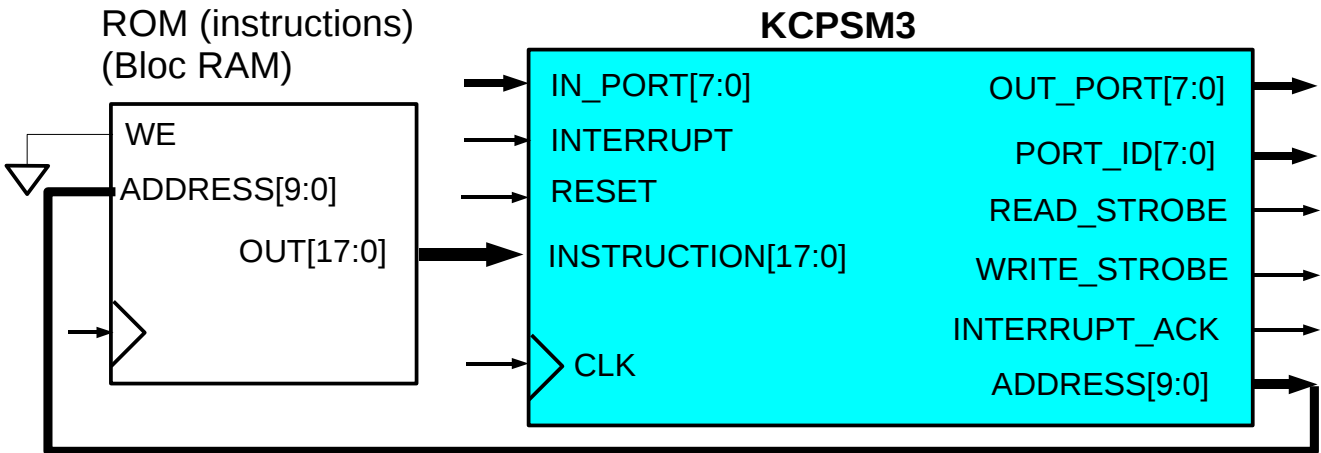 ROM (instructions)
(Bloc RAM)
WE
ADDRESS[9:0]
OUT[17:0]
KCPSM3
IN_PORT[7:0]
INTERRUPT
RESET
INSTRUCTION[17:0]
CLK
OUT_PORT[7:0]
PORT_ID[7:0]
READ_STROBE
WRITE_STROBE
INTERRUPT_ACK
ADDRESS[9:0]